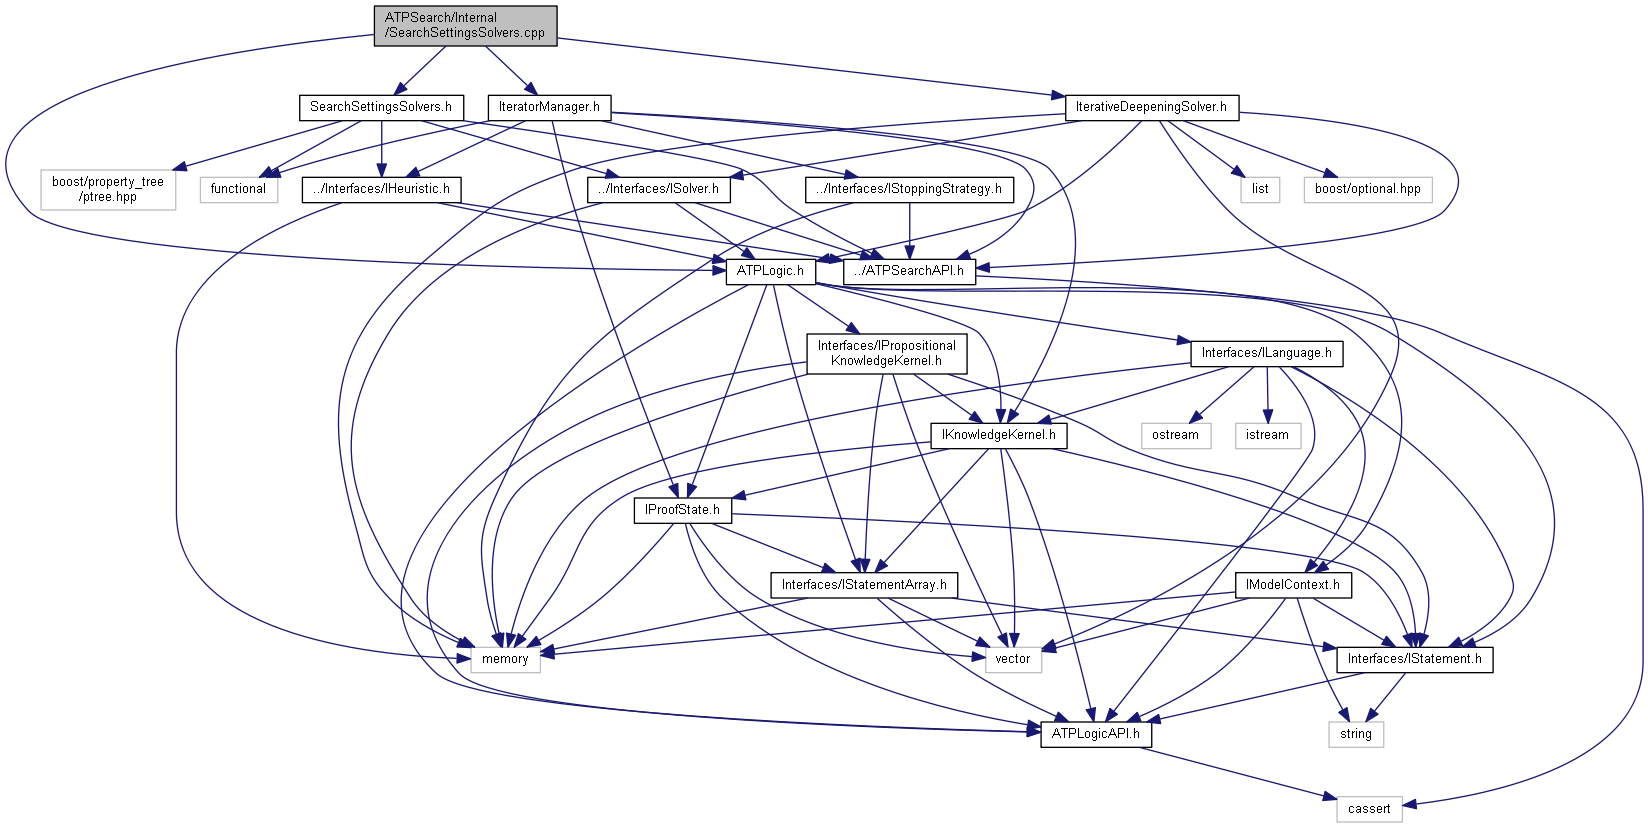 ATPSearch/Internal
/SearchSettingsSolvers.cpp
SearchSettingsSolvers.h
IteratorManager.h
IterativeDeepeningSolver.h
boost/property_tree
/ptree.hpp
functional
../Interfaces/IHeuristic.h
../Interfaces/ISolver.h
../Interfaces/IStoppingStrategy.h
list
boost/optional.hpp
ATPLogic.h
../ATPSearchAPI.h
Interfaces/IPropositional
KnowledgeKernel.h
Interfaces/ILanguage.h
IKnowledgeKernel.h
ostream
istream
IProofState.h
Interfaces/IStatementArray.h
IModelContext.h
memory
vector
Interfaces/IStatement.h
ATPLogicAPI.h
string
cassert